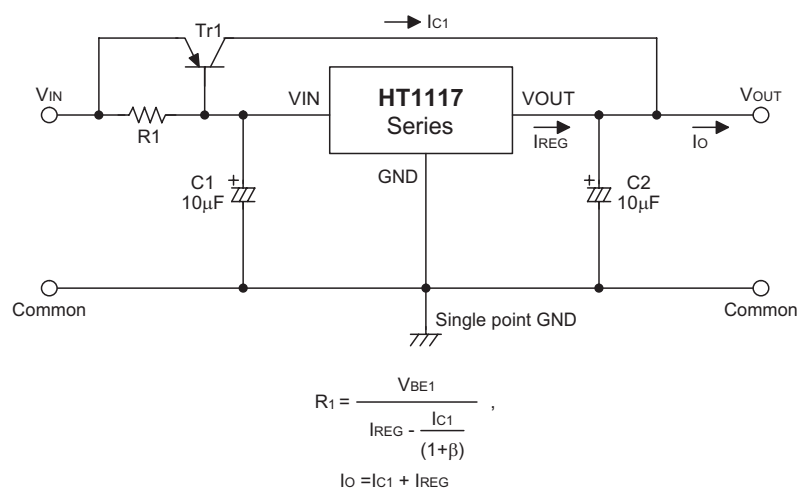 Tr1
IC1
VIN
R1
VIN
HT1117
Series
VOUT
IREG
VOUT
IO
GND
C1
10μF
+
C2
10μF
+
Common
Common
Single point GND
R1 = VBE1 / (IREG - IC1 / (1+β)) ,
IO =IC1 + IREG